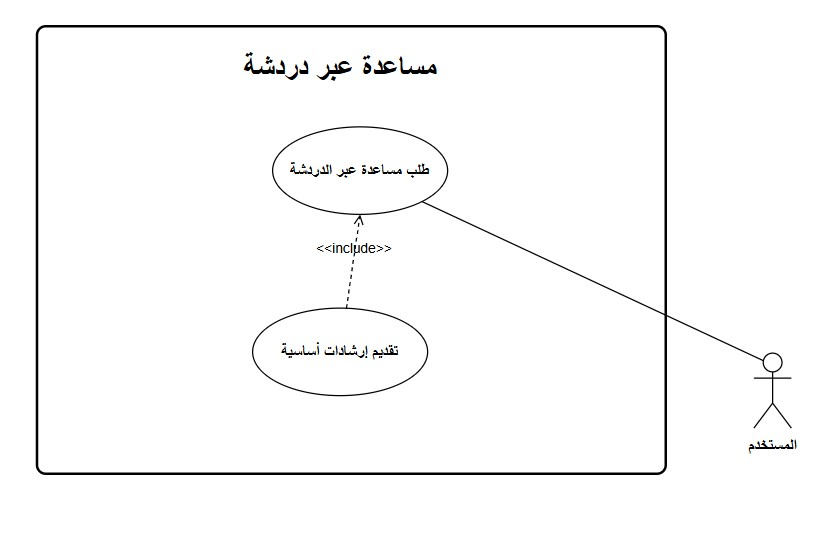 مساعدة عبر دردشة
طلب مساعدة عبر الدردشة
<<include>>
تقديم إرشادات أساسية
المستخدم